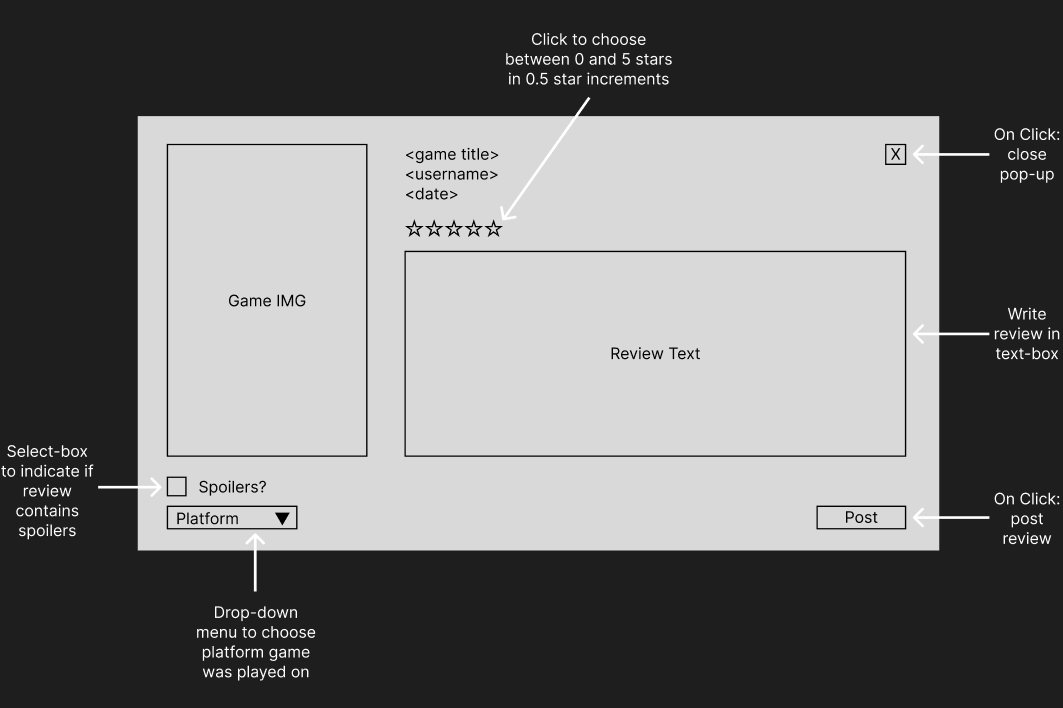 Click to choose
between 0 and 5 stars
in 0.5 star increments
<game title>
<username>
<date>
X
On Click:
close
pop-up
Game IMG
Review Text
Write
review in
text-box
Select-box
to indicate if
review
contains
spoilers
Spoilers?
Platform
Post
On Click:
post
review
Drop-down
menu to choose
platform game
was played on